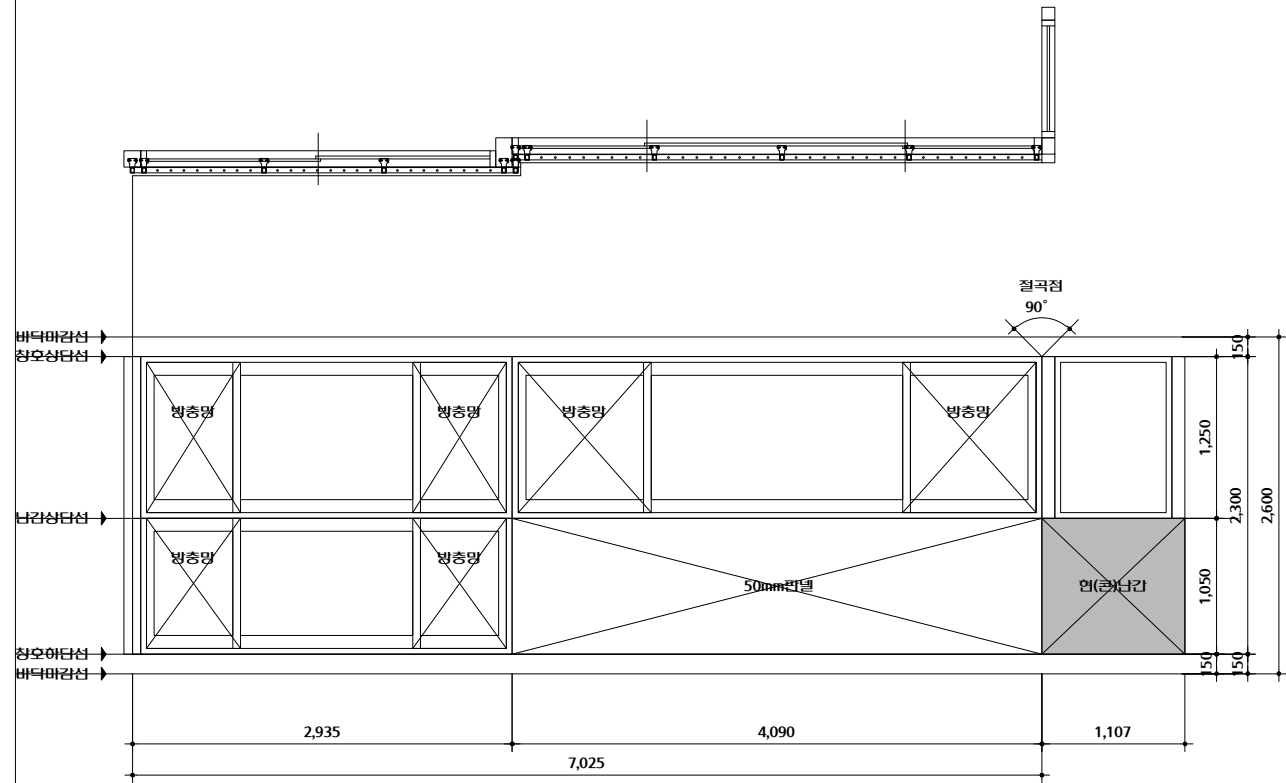 절곡점
90°
바닥마감선
창호상단선
150
방충망
방충망
방충망
방충망
1,250
난간상단선
2,300
2,600
방충망
방충망
50mm판넬
현(콘)난간
1,050
창호하단선
바닥마감선
150
150
2,935
4,090
1,107
7,025